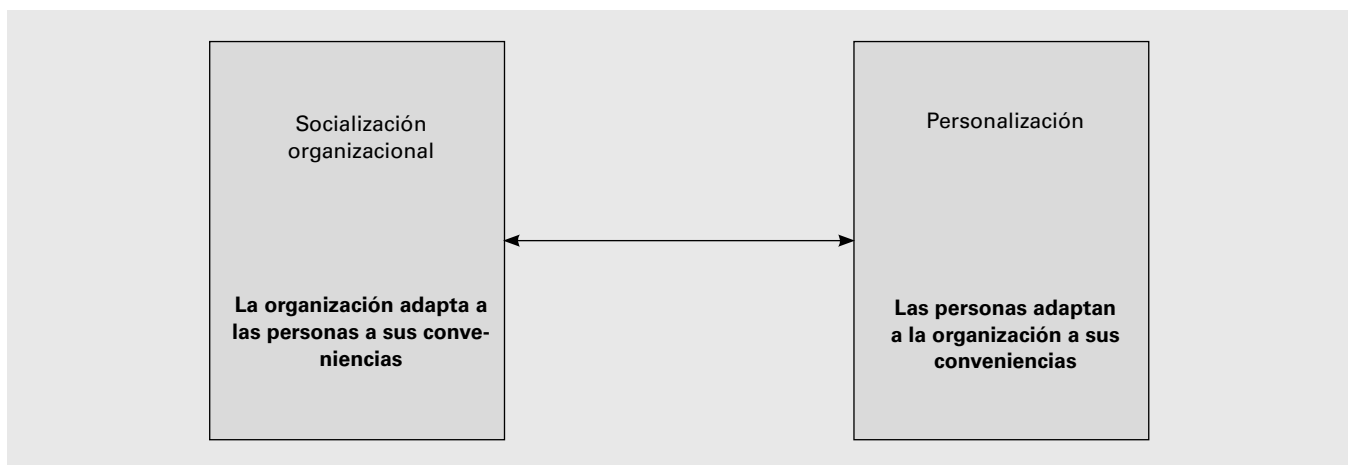 Socialización
organizacional
La organización adapta a
las personas a sus conve-
niencias
Personalización
Las personas adaptan
a la organización a sus
conveniencias